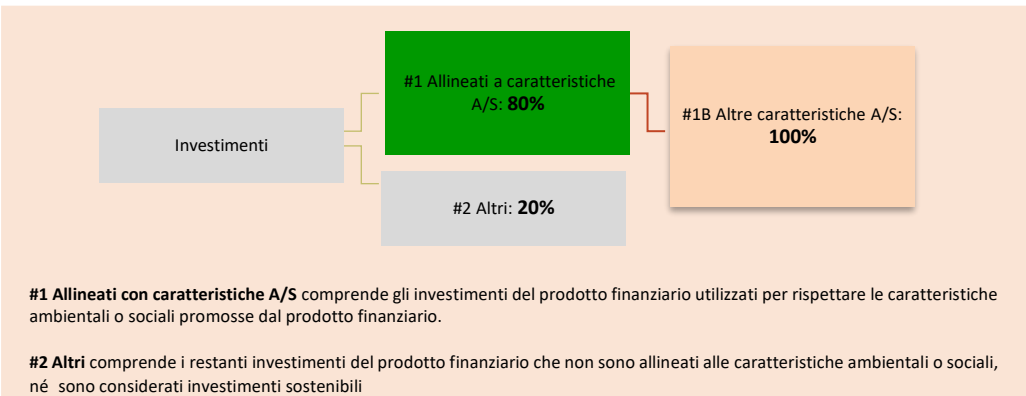 #1 Allineati a caratteristiche
A/S: 80%
#1B Altre caratteristiche A/S:
100%
Investimenti
#2 Altri: 20%
#1 Allineati con caratteristiche A/S comprende gli investimenti del prodotto finanziario utilizzati per rispettare le caratteristiche
ambientali o sociali promosse dal prodotto finanziario.
#2 Altri comprende i restanti investimenti del prodotto finanziario che non sono allineati alle caratteristiche ambientali o sociali,
né sono considerati investimenti sostenibili